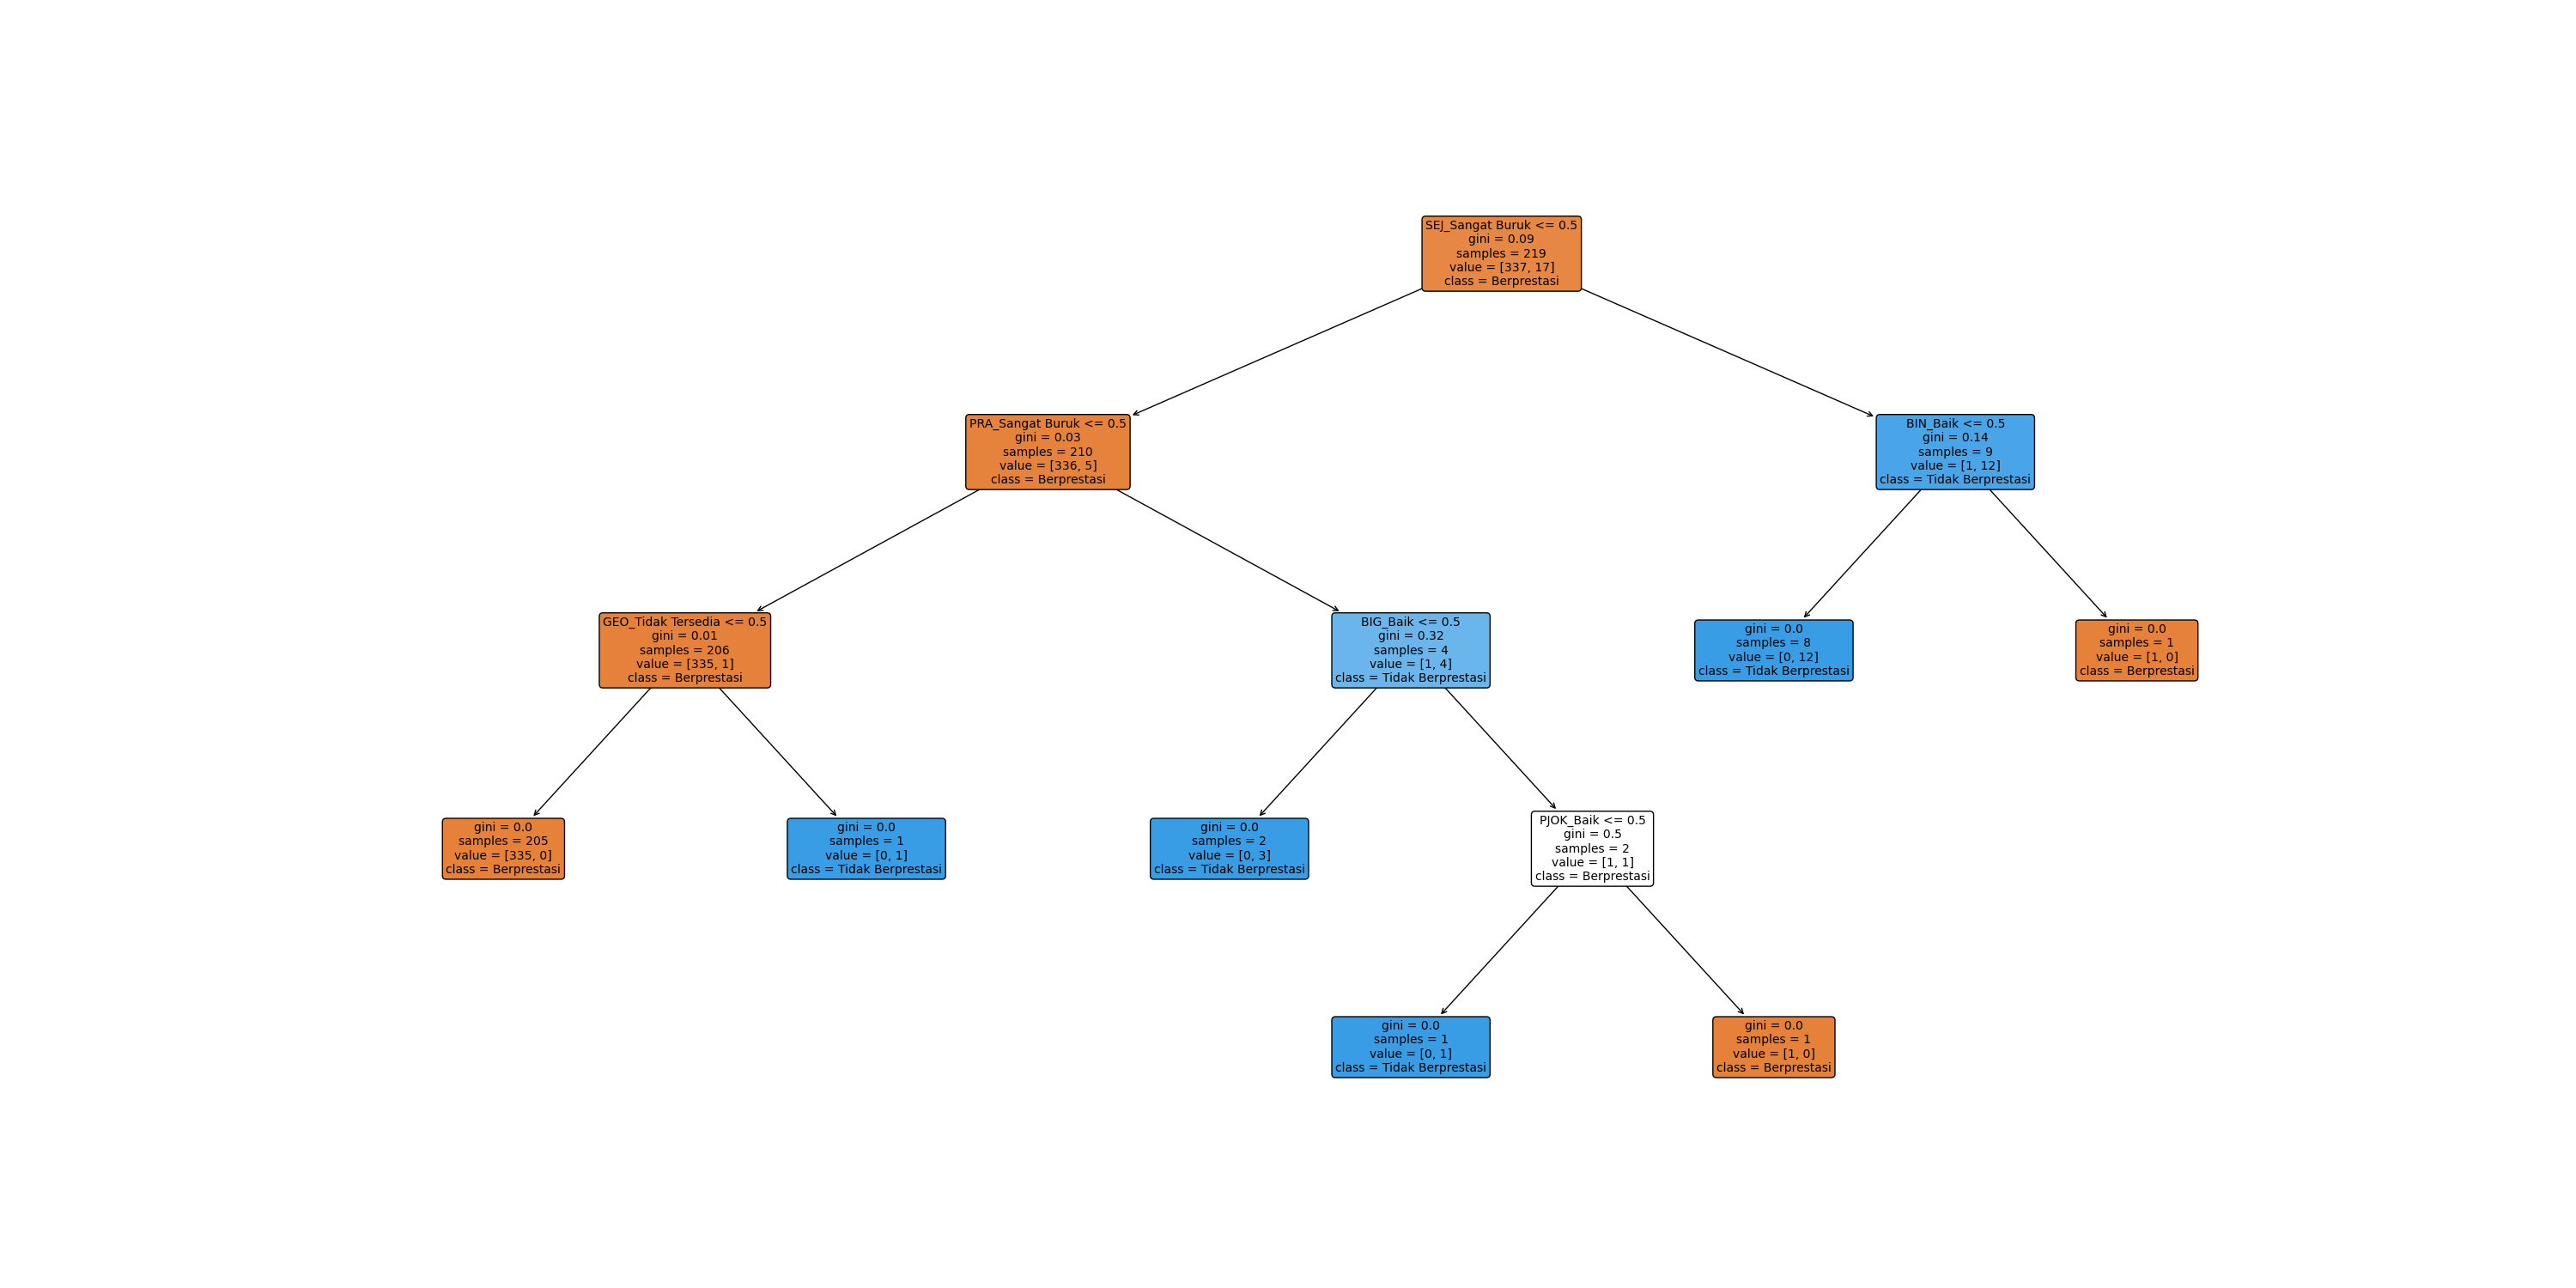 SEJ_Sangat Buruk <= 0.5
gini = 0.09
samples = 219
value = [337, 17]
class = Berprestasi
PRA_Sangat Buruk <= 0.5
gini = 0.03
samples = 210
value = [336, 5]
class = Berprestasi
BIN_Baik <= 0.5
gini = 0.14
samples = 9
value = [1, 12]
class = Tidak Berprestasi
GEO_Tidak Tersedia <= 0.5
gini = 0.01
samples = 206
value = [335, 1]
class = Berprestasi
BIG_Baik <= 0.5
gini = 0.32
samples = 4
value = [1, 4]
class = Tidak Berprestasi
gini = 0.0
samples = 8
value = [0, 12]
class = Tidak Berprestasi
gini = 0.0
samples = 1
value = [1, 0]
class = Berprestasi
gini = 0.0
samples = 205
value = [335, 0]
class = Berprestasi
gini = 0.0
samples = 1
value = [0, 1]
class = Tidak Berprestasi
gini = 0.0
samples = 2
value = [0, 3]
class = Tidak Berprestasi
PJOK_Baik <= 0.5
gini = 0.5
samples = 2
value = [1, 1]
class = Berprestasi
gini = 0.0
samples = 1
value = [0, 1]
class = Tidak Berprestasi
gini = 0.0
samples = 1
value = [1, 0]
class = Berprestasi